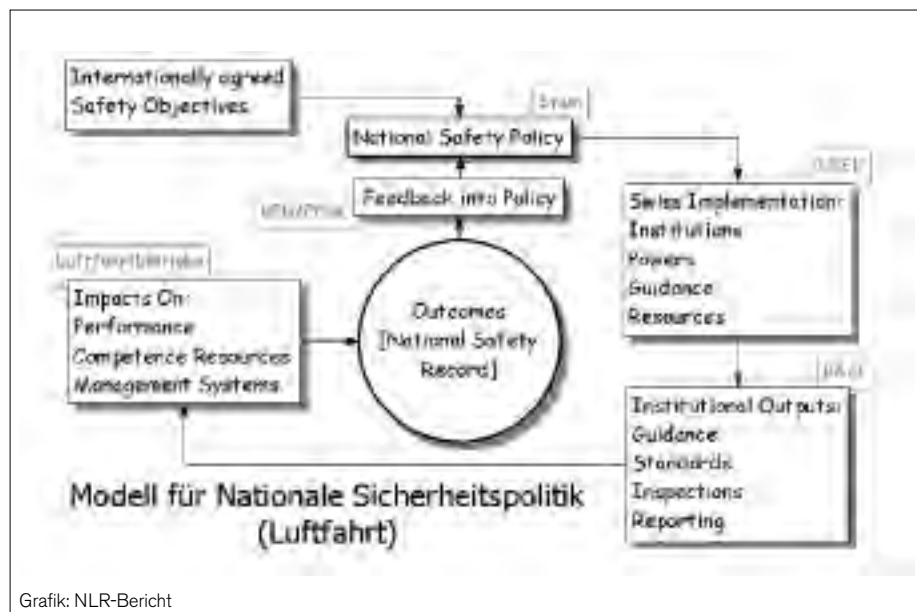 Internationally agreed
Safety Objectives
National Safety Policy
Feedback into Policy
Swiss Implementation:
Institutions
Powers
Guidance
Resources
Luftfahrtbetriebe
Impacts On:
Performance
Competence Resources
Management Systems
Outcomes
[National Safety
Record]
Institutional Outputs:
Guidance
Standards
Inspections
Reporting
Modell für Nationale Sicherheitspolitik
(Luftfahrt)
Grafik: NLR-Bericht